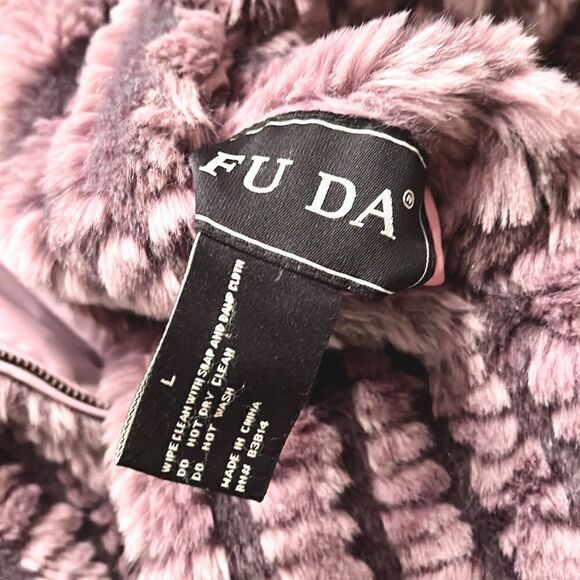 FU DA®
L
WIPE CLEAN WITH SOAP AND DAMP CLOTH
DO NOT DRY CLEAN
DO NOT WASH
MADE IN CHINA
RN# 83814